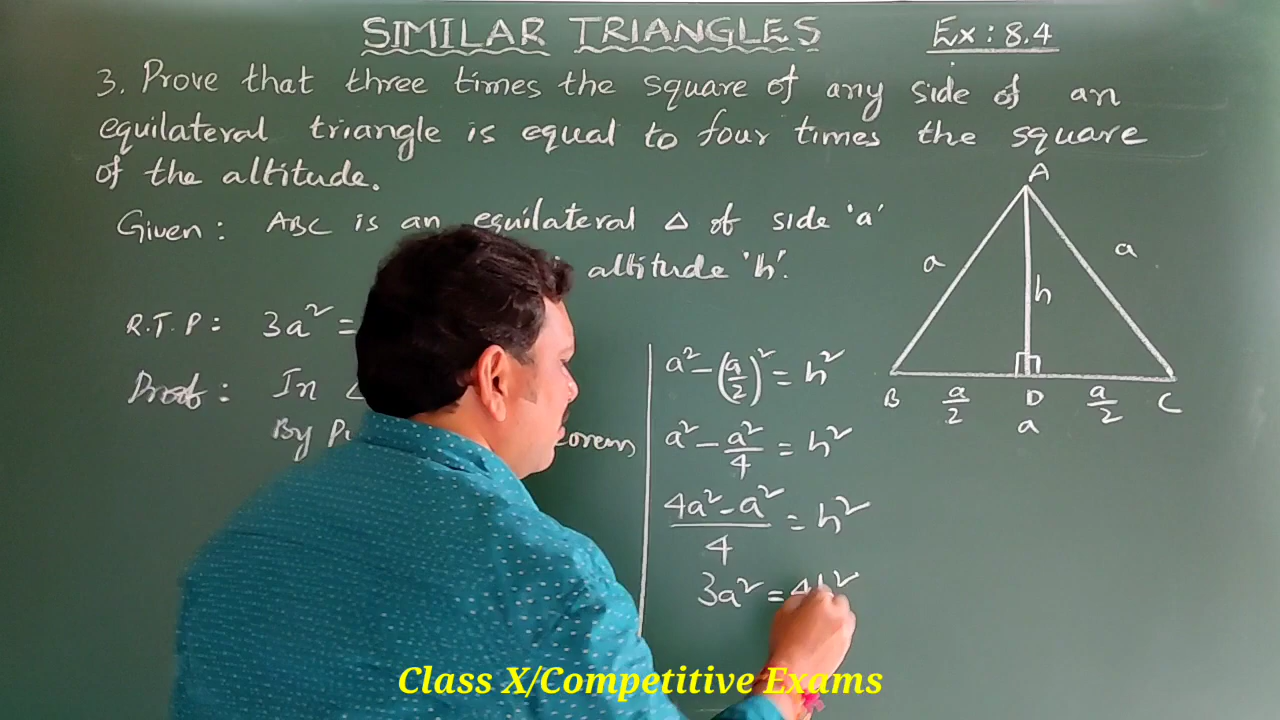 SIMILAR TRIANGLES Ex: 8.4
3. Prove that three times the square of any side of an
equilateral triangle is equal to four times the square
of the altitude.
Given: ABC is an equilateral Δ of side 'a'
altitude 'h'.
R.T.P: 3a² =
Proof: In
By
a² - (a/2)² = h²
a² - a²/4 = h²
(4a² - a²)/4 = h²
3a² = 4h²
A
a a
h
B a/2 D a/2 C
a
Class X/Competitive Exams